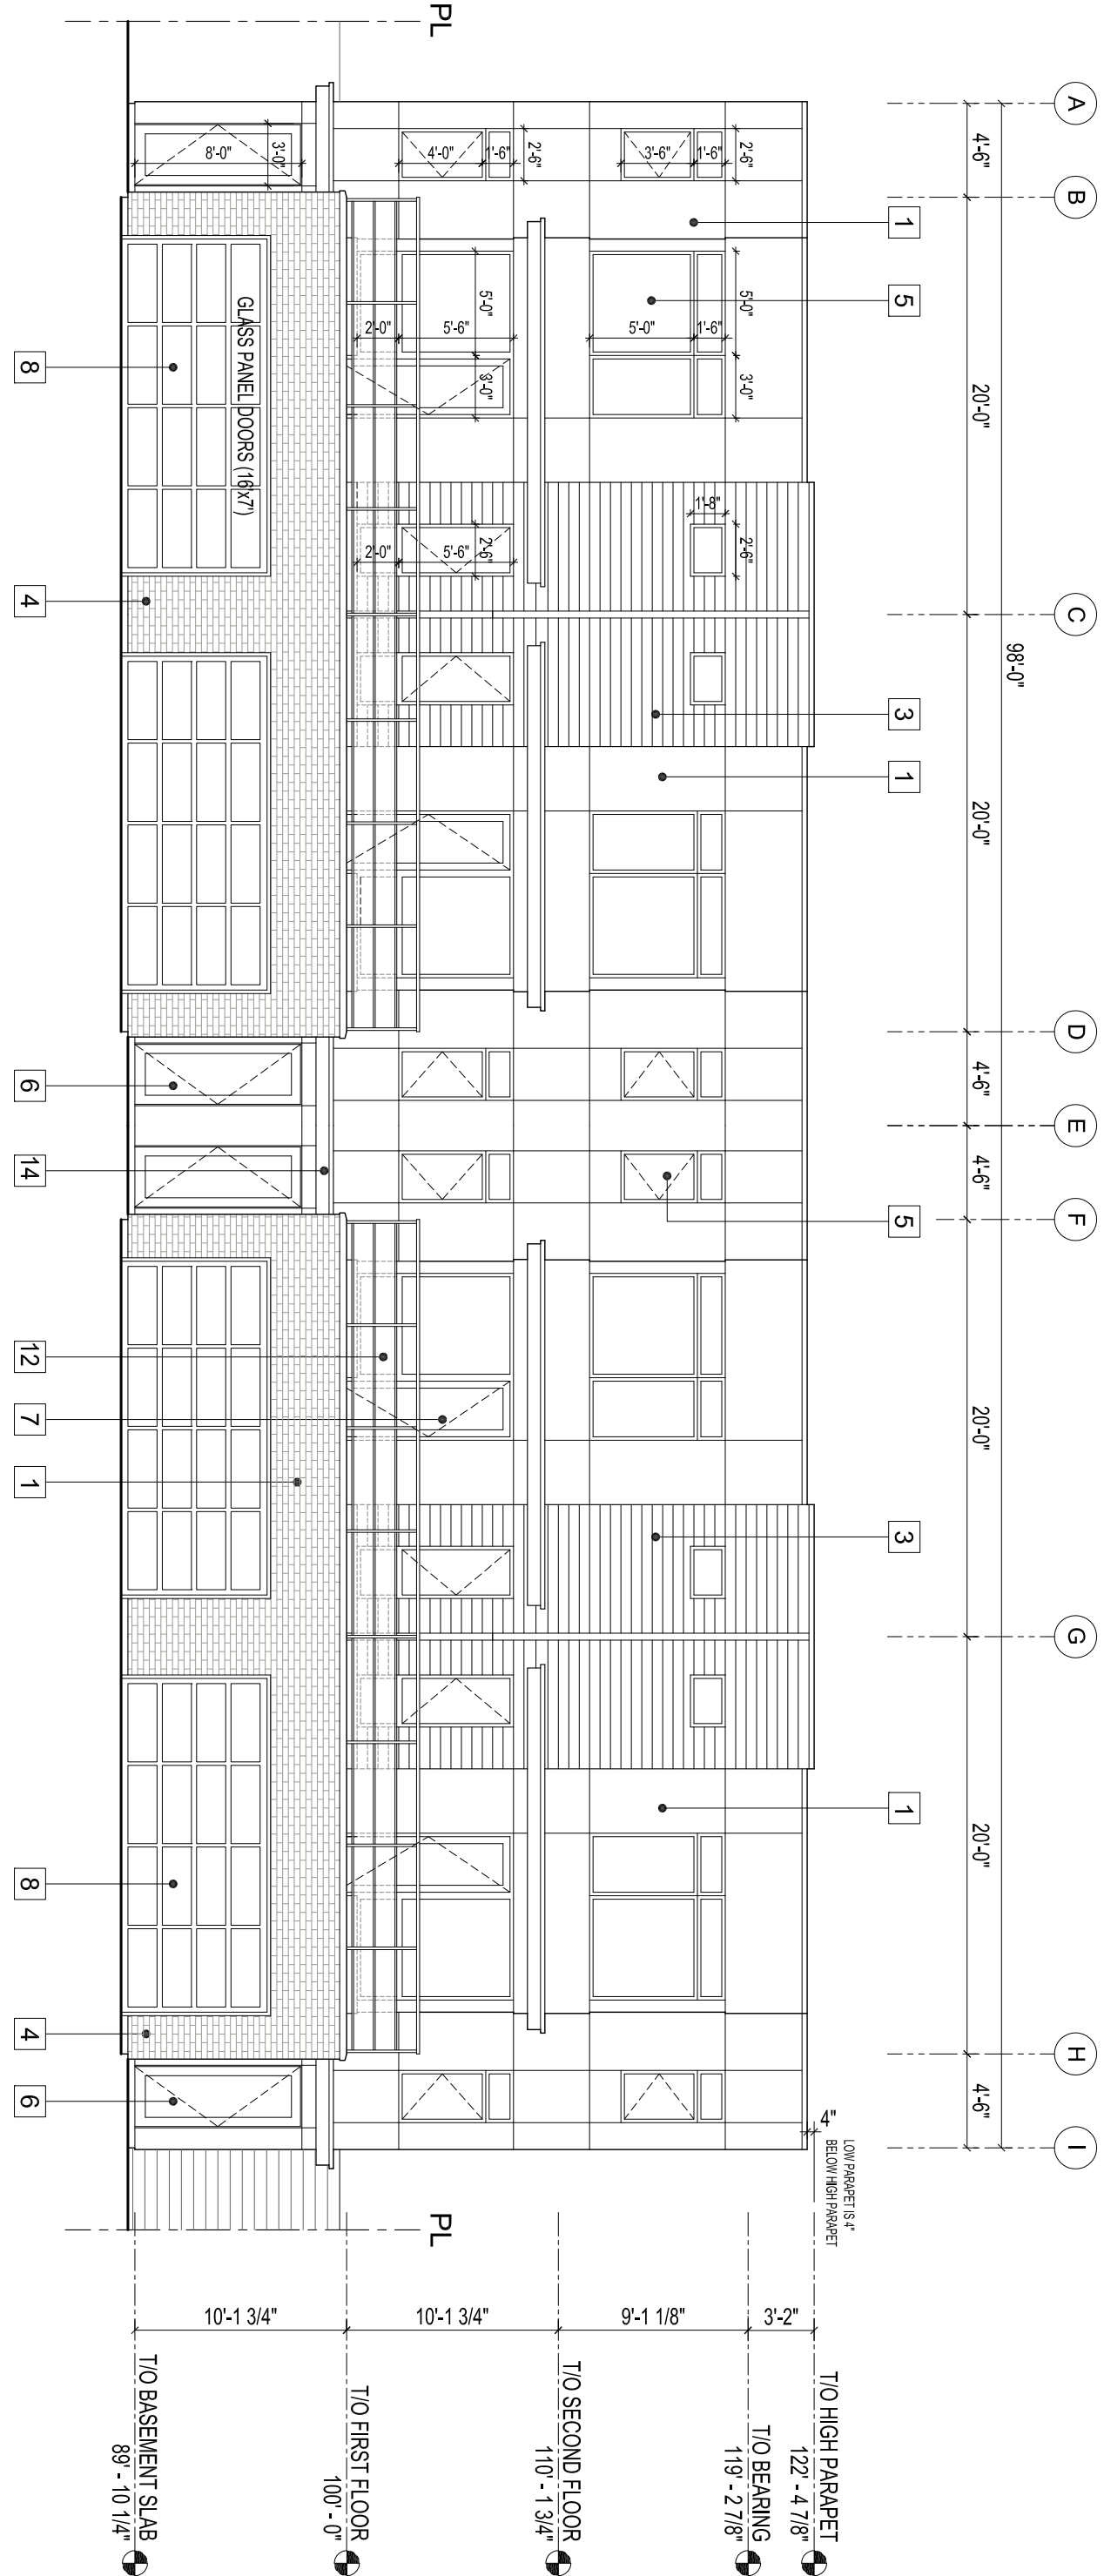 A
B
C
D
E
F
G
H
I
98'-0"
4'-6"
20'-0"
20'-0"
4'-6"
4'-6"
20'-0"
20'-0"
4'-6"
1
5
3
1
5
3
1
4"
LOW PARAPET IS 4"
BELOW HIGH PARAPET
2'-6"
1'-6"
3'-6"
5'-0"
3'-0"
1'-6"
5'-0"
1'-8"
2'-6"
2'-6"
1'-6"
4'-0"
5'-0"
3'-0"
5'-6"
2'-0"
2'-6"
5'-6"
2'-0"
3'-0"
8'-0"
GLASS PANEL DOORS (16'x7')
PL
PL
8
4
6
14
12
7
1
8
4
6
3'-2"
9'-1 1/8"
10'-1 3/4"
10'-1 3/4"
T/O HIGH PARAPET
122' - 4 7/8"
T/O BEARING
119' - 2 7/8"
T/O SECOND FLOOR
110' - 1 3/4"
T/O FIRST FLOOR
100' - 0"
T/O BASEMENT SLAB
89' - 10 1/4"